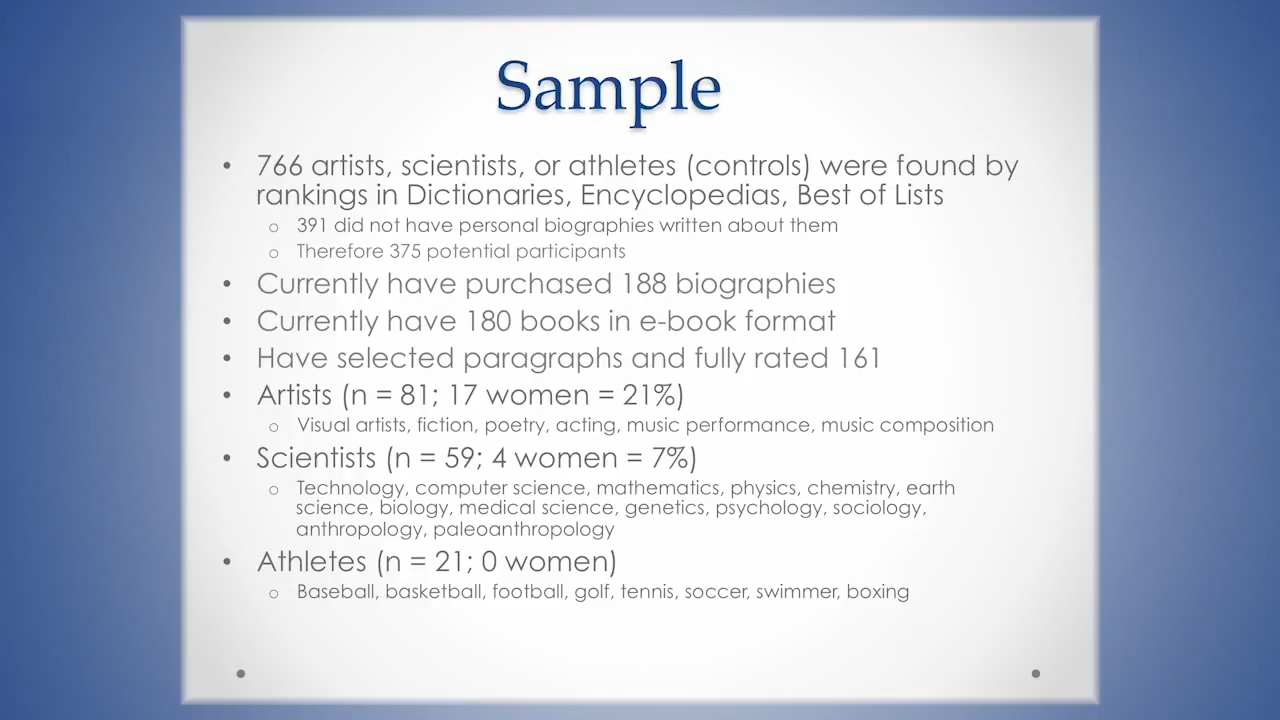 Sample
• 766 artists, scientists, or athletes (controls) were found by
rankings in Dictionaries, Encyclopedias, Best of Lists
o 391 did not have personal biographies written about them
o Therefore 375 potential participants
• Currently have purchased 188 biographies
• Currently have 180 books in e-book format
• Have selected paragraphs and fully rated 161
• Artists (n = 81; 17 women = 21%)
o Visual artists, fiction, poetry, acting, music performance, music composition
• Scientists (n = 59; 4 women = 7%)
o Technology, computer science, mathematics, physics, chemistry, earth
science, biology, medical science, genetics, psychology, sociology,
anthropology, paleoanthropology
• Athletes (n = 21; 0 women)
o Baseball, basketball, football, golf, tennis, soccer, swimmer, boxing